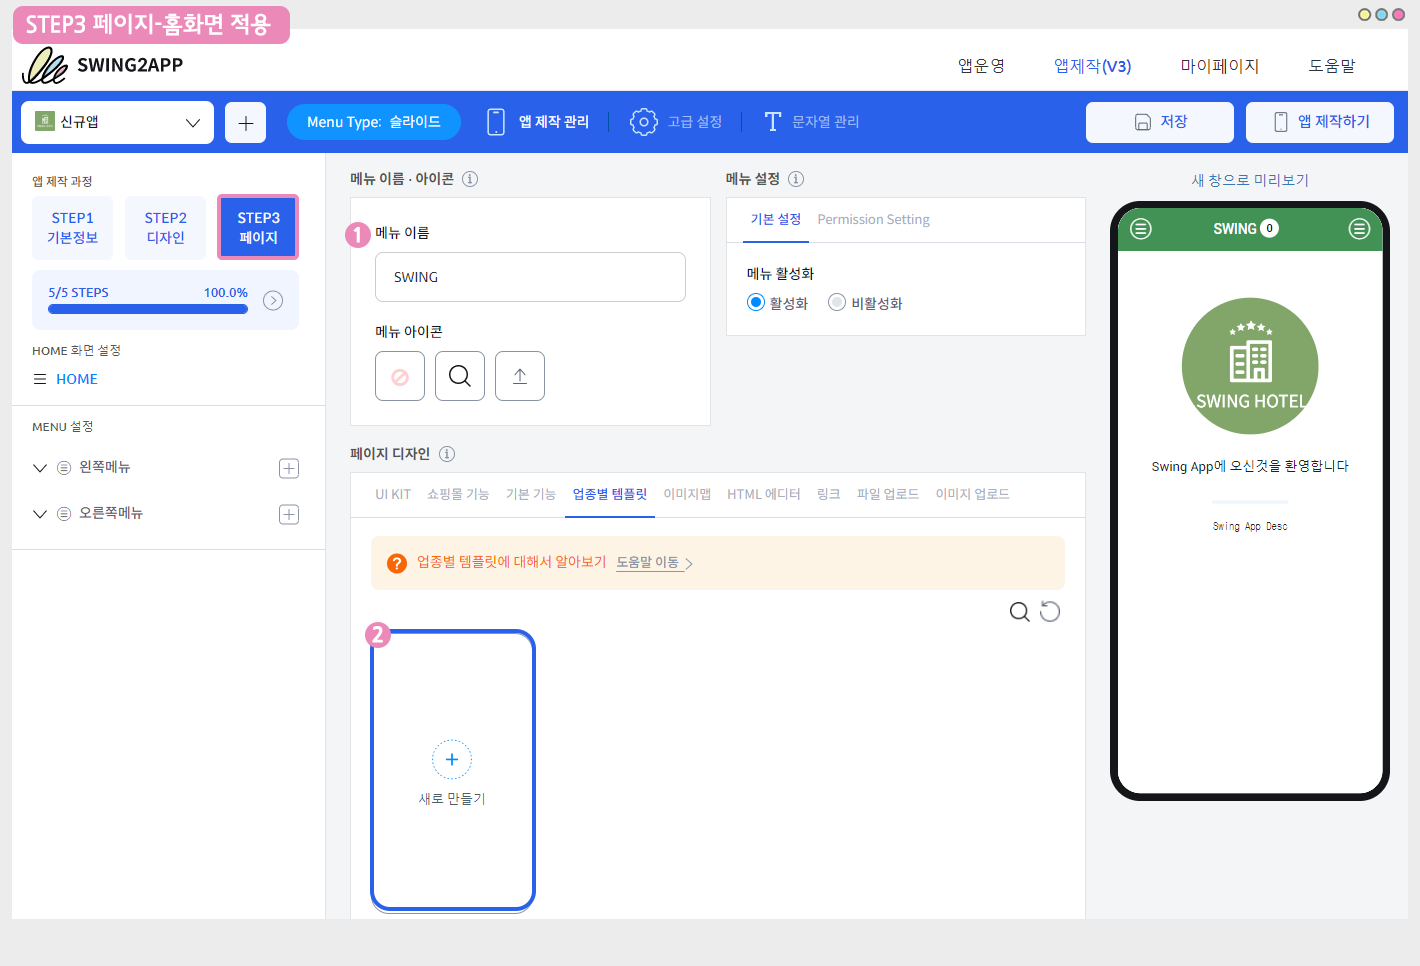 STEP3 페이지-홈화면 적용
SWING2APP
앱운영 앱제작(V3) 마이페이지 도움말
신규앱
Menu Type: 슬라이드
앱 제작 관리
고급 설정
문자열 관리
저장
앱 제작하기
앱 제작 과정
STEP1
기본정보
STEP2
디자인
STEP3
페이지
5/5 STEPS 100.0%
HOME 화면 설정
HOME
MENU 설정
왼쪽메뉴
오른쪽메뉴
메뉴 이름 · 아이콘
1 메뉴 이름
SWING
메뉴 아이콘
메뉴 설정
기본 설정 Permission Setting
메뉴 활성화
활성화 비활성화
페이지 디자인
UI KIT 쇼핑몰 기능 기본 기능 업종별 템플릿 이미지맵 HTML 에디터 링크 파일 업로드 이미지 업로드
? 업종별 템플릿에 대해서 알아보기 도움말 이동
2
새로 만들기
새 창으로 미리보기
SWING 0
SWING HOTEL
Swing App에 오신것을 환영합니다
Swing App Desc